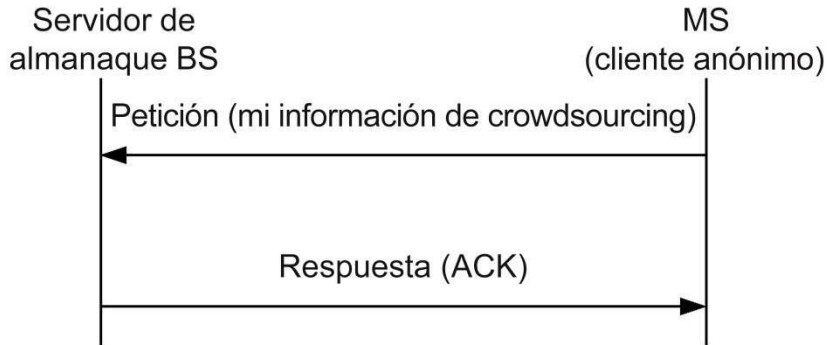 Servidor de
almanaque BS
MS
(cliente anónimo)
Petición (mi información de crowdsourcing)
Respuesta (ACK)